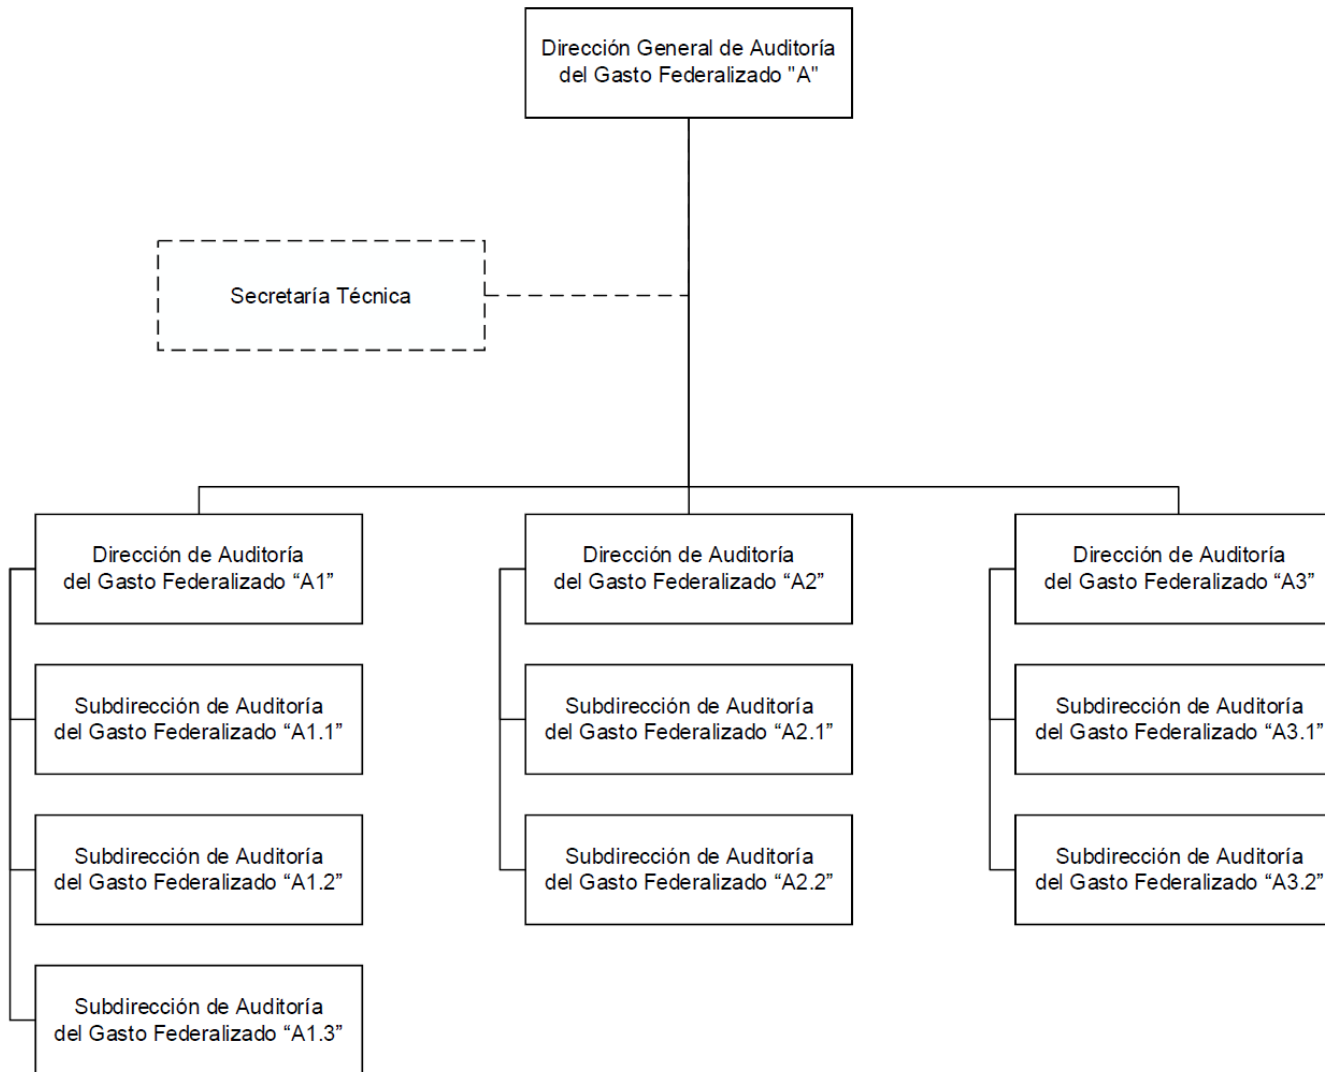 Dirección General de Auditoría
del Gasto Federalizado "A"
Secretaría Técnica
Dirección de Auditoría
del Gasto Federalizado “A1”
Dirección de Auditoría
del Gasto Federalizado “A2”
Dirección de Auditoría
del Gasto Federalizado “A3”
Subdirección de Auditoría
del Gasto Federalizado “A1.1”
Subdirección de Auditoría
del Gasto Federalizado “A2.1”
Subdirección de Auditoría
del Gasto Federalizado “A3.1”
Subdirección de Auditoría
del Gasto Federalizado “A1.2”
Subdirección de Auditoría
del Gasto Federalizado “A2.2”
Subdirección de Auditoría
del Gasto Federalizado “A3.2”
Subdirección de Auditoría
del Gasto Federalizado “A1.3”